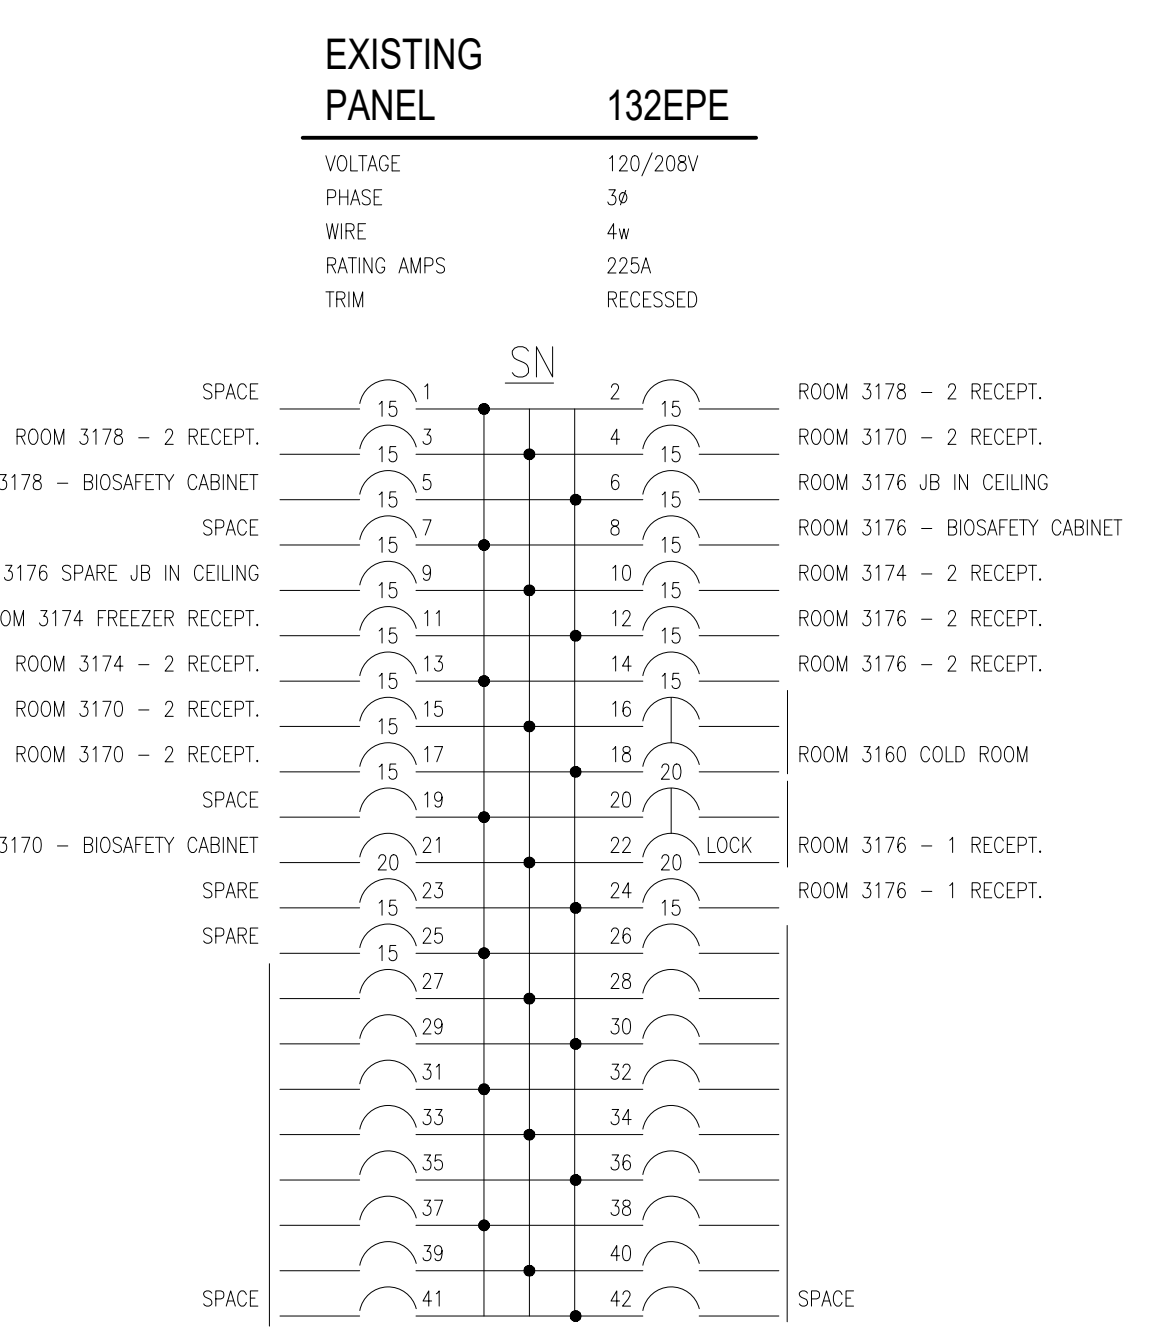 EXISTING
PANEL 132EPE
VOLTAGE 120/208V
PHASE 3ø
WIRE 4w
RATING AMPS 225A
TRIM RECESSED
SN
SPACE 15 1 2 15 ROOM 3178 - 2 RECEPT.
ROOM 3178 - 2 RECEPT. 15 3 4 15 ROOM 3170 - 2 RECEPT.
3178 - BIOSAFETY CABINET 15 5 6 15 ROOM 3176 JB IN CEILING
SPACE 15 7 8 15 ROOM 3176 - BIOSAFETY CABINET
3176 SPARE JB IN CEILING 15 9 10 15 ROOM 3174 - 2 RECEPT.
OM 3174 FREEZER RECEPT. 15 11 12 15 ROOM 3176 - 2 RECEPT.
ROOM 3174 - 2 RECEPT. 15 13 14 15 ROOM 3176 - 2 RECEPT.
ROOM 3170 - 2 RECEPT. 15 15 16
ROOM 3170 - 2 RECEPT. 15 17 18 20 ROOM 3160 COLD ROOM
SPACE 19 20
3170 - BIOSAFETY CABINET 20 21 22 20 LOCK ROOM 3176 - 1 RECEPT.
SPARE 15 23 24 15 ROOM 3176 - 1 RECEPT.
SPARE 15 25 26
27 28
29 30
31 32
33 34
35 36
37 38
39 40
SPACE 41 42 SPACE